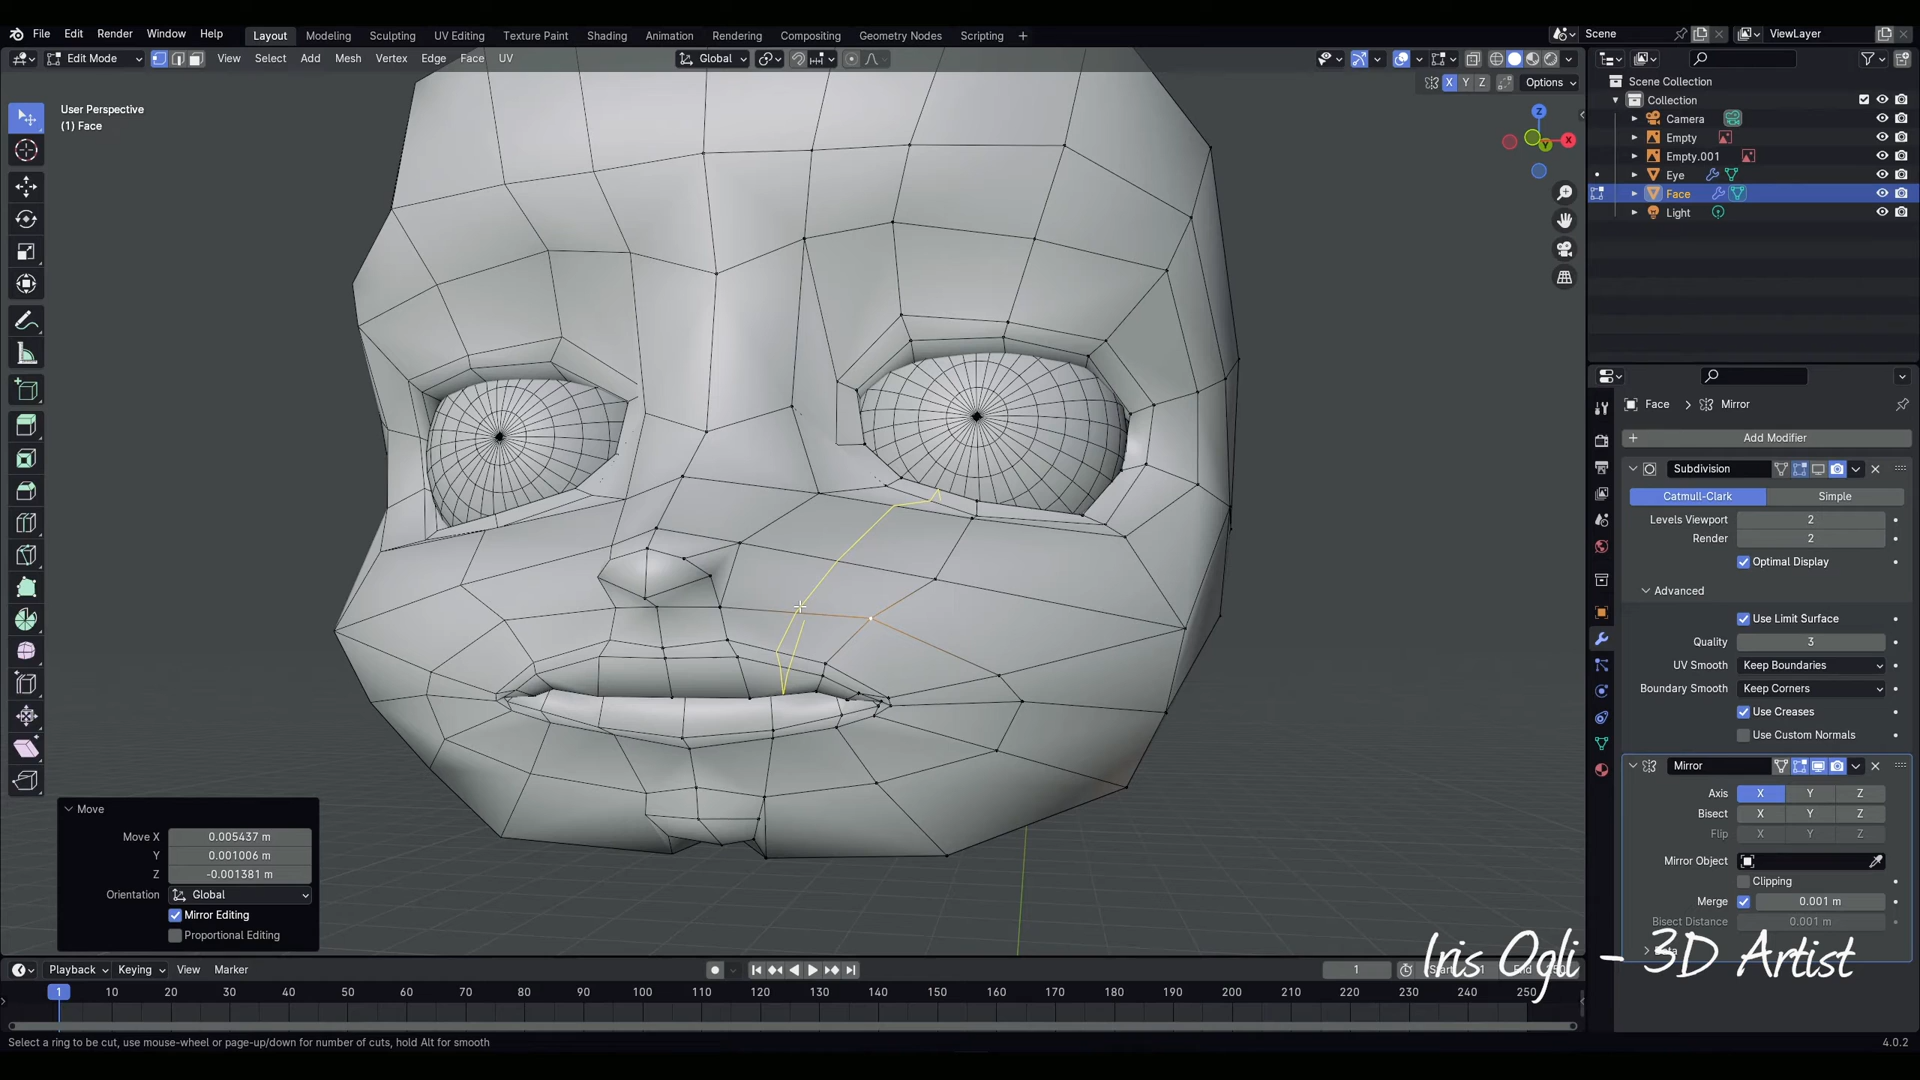 File Edit Render Window Help Layout Modeling Sculpting UV Editing Texture Paint Shading Animation Rendering Compositing Geometry Nodes Scripting + Scene ViewLayer
Edit Mode View Select Add Mesh Vertex Edge Face UV Global
X Y Z Options
User Perspective
(1) Face
Z
X
Y
Scene Collection
Collection
Camera
Empty
Empty.001
Eye
Face
Light
Face > Mirror
+ Add Modifier
Subdivision
Catmull-Clark Simple
Levels Viewport 2
Render 2
Optimal Display
Advanced
Use Limit Surface
Quality 3
UV Smooth Keep Boundaries
Boundary Smooth Keep Corners
Use Creases
Use Custom Normals
Mirror
Axis X Y Z
Bisect X Y Z
Flip X Y Z
Mirror Object
Clipping
Merge 0.001 m
Bisect Distance 0.001 m
Move
Move X 0.005437 m
Y 0.001006 m
Z -0.001381 m
Orientation Global
Mirror Editing
Proportional Editing
Iris Ogli - 3D Artist
Playback Keying View Marker 1
1 10 20 30 40 50 60 70 80 90 100 110 120 130 140 150 160 170 180 190 200 210 220 230 240 250
Select a ring to be cut, use mouse-wheel or page-up/down for number of cuts, hold Alt for smooth 4.0.2